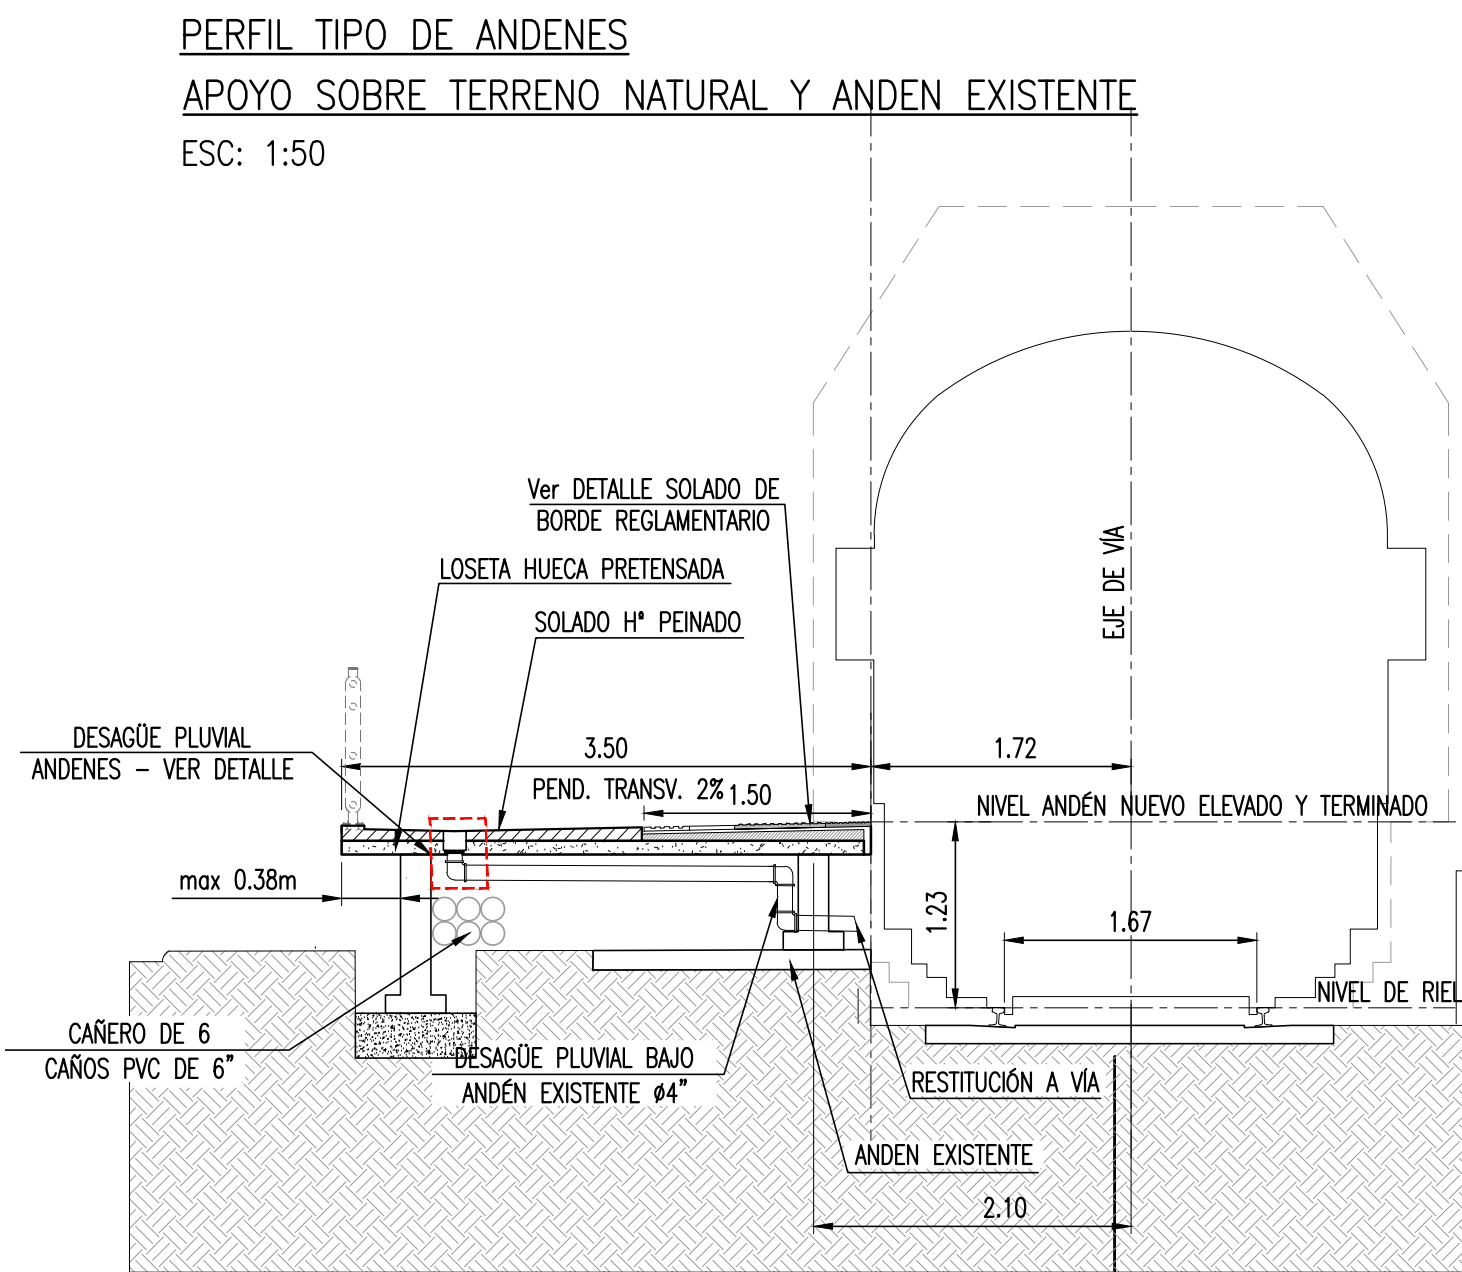 PERFIL TIPO DE ANDENES
APOYO SOBRE TERRENO NATURAL Y ANDEN EXISTENTE
ESC: 1:50
Ver DETALLE SOLADO DE
BORDE REGLAMENTARIO
LOSETA HUECA PRETENSADA
SOLADO Hº PEINADO
EJE DE VÍA
DESAGÜE PLUVIAL
ANDENES – VER DETALLE
3.50
1.72
PEND. TRANSV. 2%
1.50
NIVEL ANDÉN NUEVO ELEVADO Y TERMINADO
max 0.38m
1.23
1.67
NIVEL DE RIEL
CAÑERO DE 6
CAÑOS PVC DE 6”
DESAGÜE PLUVIAL BAJO
ANDÉN EXISTENTE ø4”
RESTITUCIÓN A VÍA
ANDEN EXISTENTE
2.10